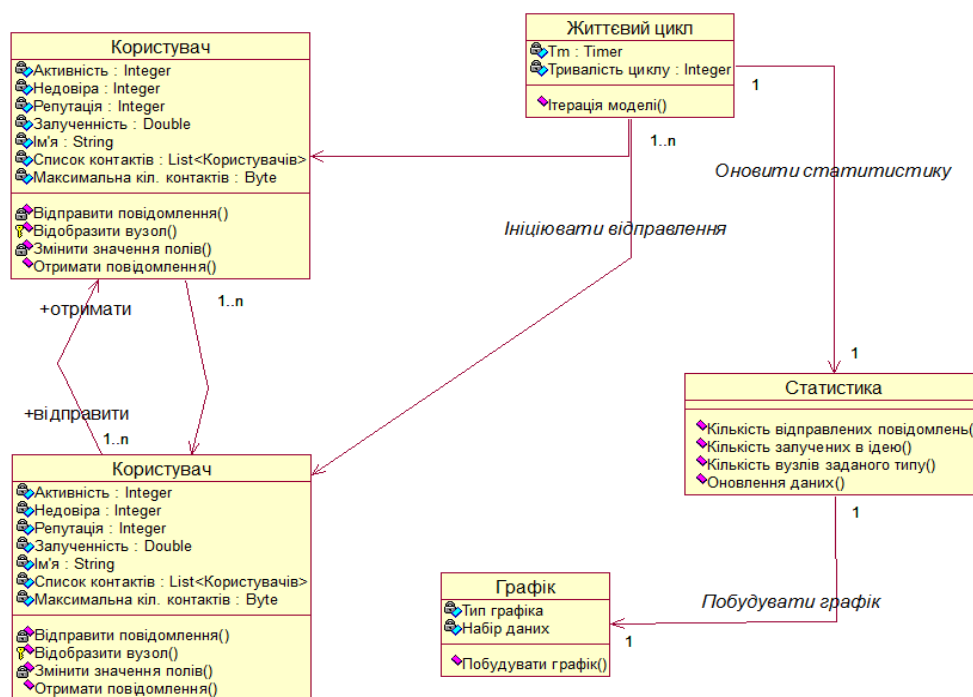 Користувач
Активність : Integer
Недовіра : Integer
Репутація : Integer
Залученність : Double
Ім'я : String
Список контактів : List<Користувачів>
Максимальна кіл. контактів : Byte
Відправити повідомлення()
Відобразити вузол()
Змінити значення полів()
Отримати повідомлення()
Життєвий цикл
Tm : Timer
Тривалість циклу : Integer
Ітерація моделі()
1
1..n
Оновити статитистику
Ініціювати відправлення
+отримати
1..n
+відправити
1..n
1
Користувач
Активність : Integer
Недовіра : Integer
Репутація : Integer
Залученність : Double
Ім'я : String
Список контактів : List<Користувачів>
Максимальна кіл. контактів : Byte
Відправити повідомлення()
Відобразити вузол()
Змінити значення полів()
Отримати повідомлення()
Статистика
Кількість відправлених повідомлень(
Кількість залучених в ідею()
Кількість вузлів заданого типу()
Оновлення даних()
1
Графік
Тип графіка
Набір даних
Побудувати графік()
Побудувати графік
1